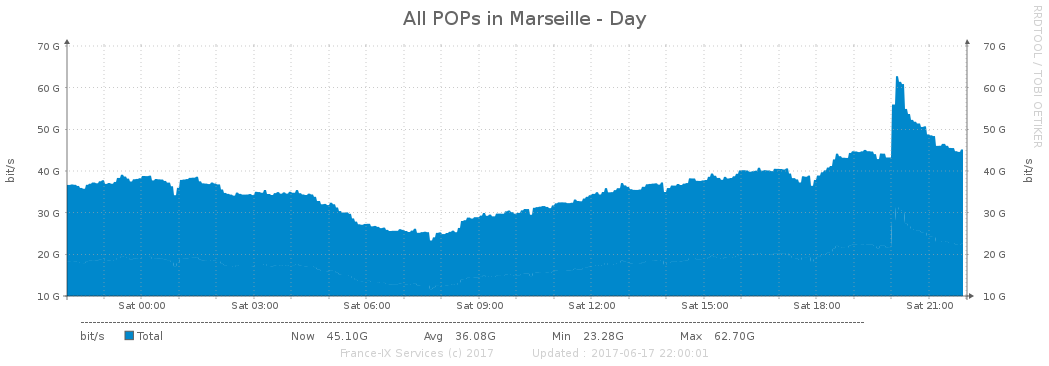 All POPs in Marseille - Day
RRDTOOL / TOBI OETIKER
bit/s
70 G 70 G
60 G 60 G
50 G 50 G
40 G 40 G
30 G 30 G
20 G 20 G
10 G 10 G
bit/s
Sat 00:00 Sat 03:00 Sat 06:00 Sat 09:00 Sat 12:00 Sat 15:00 Sat 18:00 Sat 21:00
bit/s Total Now 45.10G Avg 36.08G Min 23.28G Max 62.70G
France-IX Services (c) 2017 Updated : 2017-06-17 22:00:01